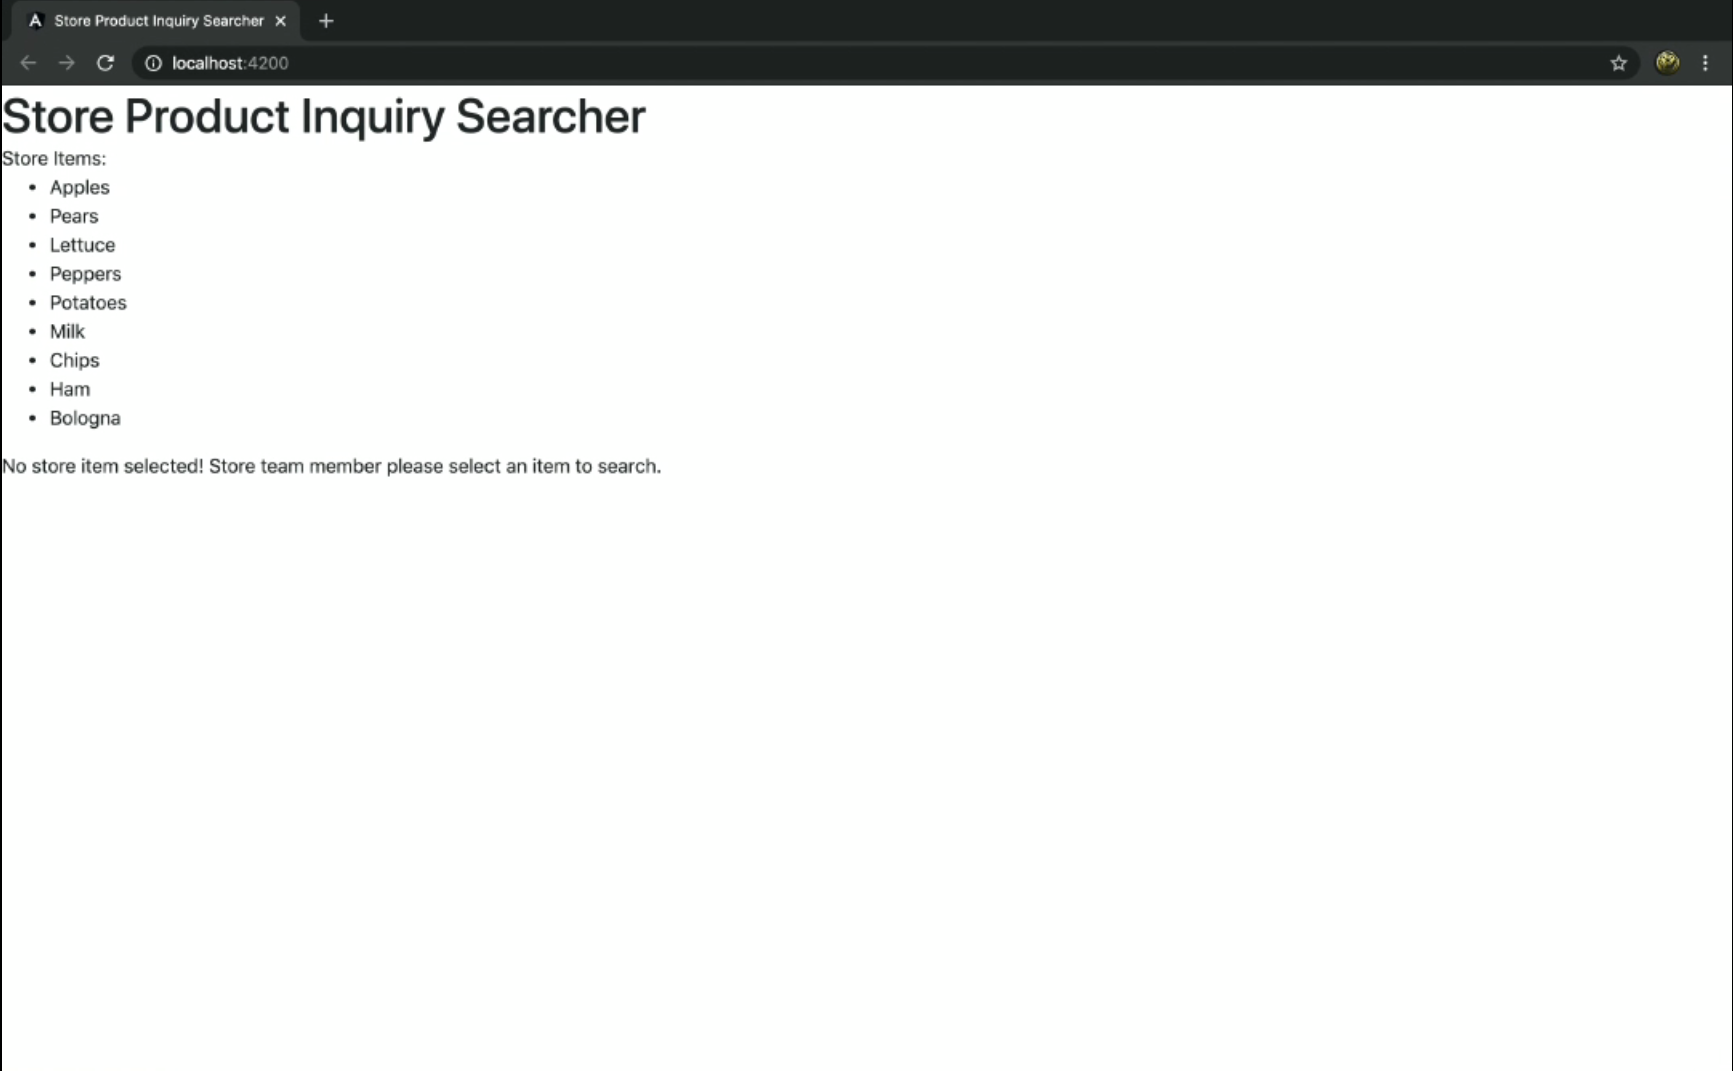 Store Product Inquiry Searcher
localhost:4200
Store Product Inquiry Searcher
Store Items:
• Apples
• Pears
• Lettuce
• Peppers
• Potatoes
• Milk
• Chips
• Ham
• Bologna
No store item selected! Store team member please select an item to search.